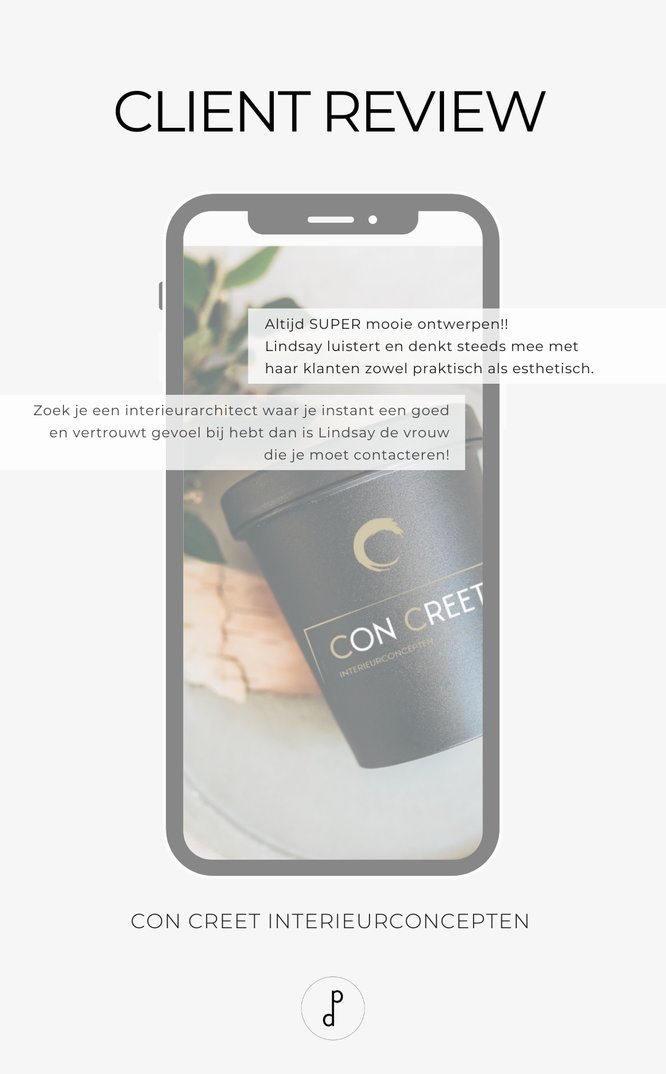 CLIENT REVIEW
Altijd SUPER mooie ontwerpen!!
Lindsay luistert en denkt steeds mee met
haar klanten zowel praktisch als esthetisch.
Zoek je een interieurarchitect waar je instant een goed
en vertrouwt gevoel bij hebt dan is Lindsay de vrouw
die je moet contacteren!
CON CREET
INTERIEURCONCEPTEN
CON CREET INTERIEURCONCEPTEN
dp